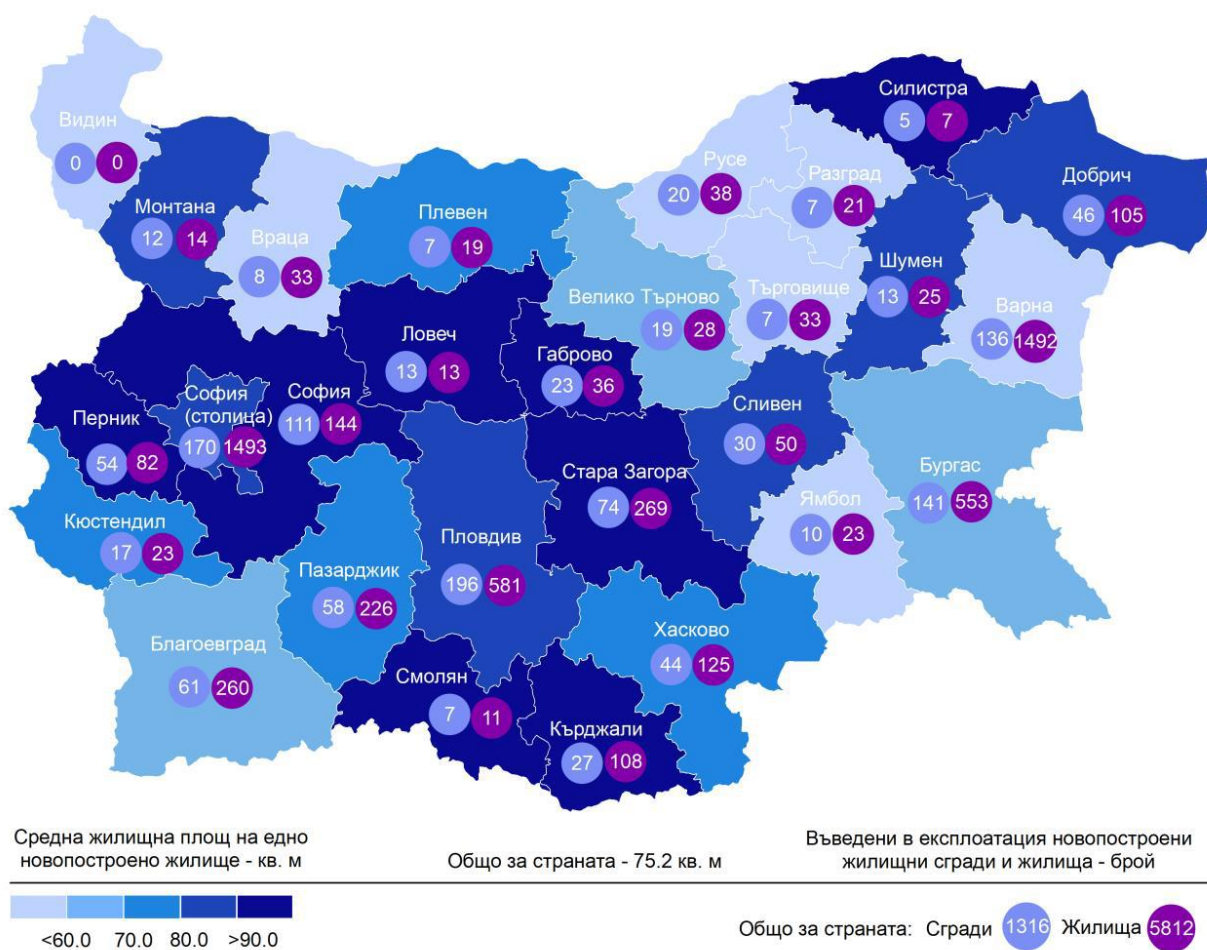 Силистра
5 7
Видин
0 0
Русе
20 38
Разград
7 21
Добрич
46 105
Монтана
12 14
Плевен
7 19
Враца
8 33
Шумен
13 25
Велико Търново
19 28
Търговище
7 33
Варна
136 1492
Ловеч
13 13
Габрово
23 36
София
(столица)
170 1493
София
111 144
Перник
54 82
Сливен
30 50
Стара Загора
74 269
Бургас
141 553
Ямбол
10 23
Кюстендил
17 23
Пловдив
196 581
Пазарджик
58 226
Хасково
44 125
Благоевград
61 260
Смолян
7 11
Кърджали
27 108
Средна жилищна площ на едно
новопостроено жилище - кв. м
Общо за страната - 75.2 кв. м
Въведени в експлоатация новопостроени
жилищни сгради и жилища - брой
<60.0 70.0 80.0 >90.0
Общо за страната: Сгради 1316 Жилища 5812